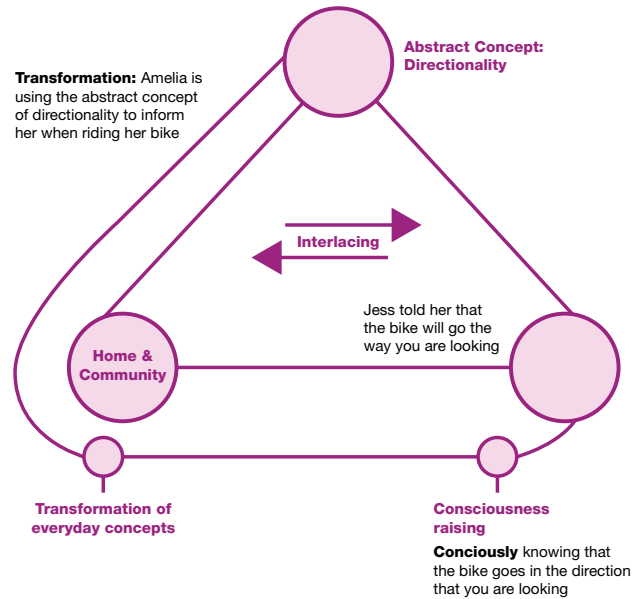 Abstract Concept:
Directionality
Transformation: Amelia is
using the abstract concept
of directionality to inform
her when riding her bike
Interlacing
Jess told her that
the bike will go the
way you are looking
Home &
Community
Transformation of
everyday concepts
Consciousness
raising
Conciously knowing that
the bike goes in the direction
that you are looking